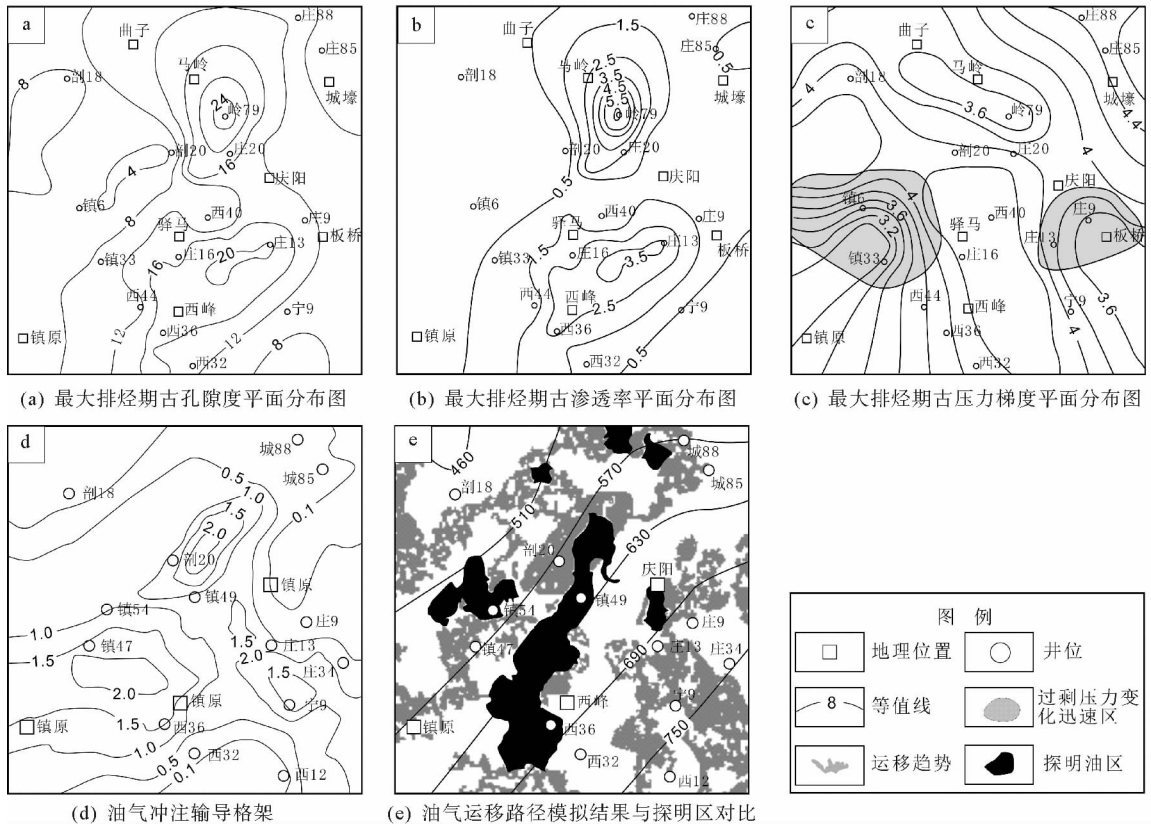 a
庄88
曲子
庄85
马岭
剖18
8
城壕
24
岭79
剖20
庄20
16
4
庆阳
镇6
8
西40
驿马
庄9
庄13
板桥
镇33
16
庄16
20
西44
西峰
宁9
12
12
镇原
西36
8
西32
(a) 最大排烃期古孔隙度平面分布图
b
庄88
1.5
庄85
0.5
2.5
马岭
3.5
剖18
城壕
5.5
岭79
剖20
庄20
0.5
庆阳
镇6
西40
庄9
驿马
1.5
庄13
板桥
镇33
庄16
3.5
西44
西峰
2.5
宁9
镇原
西36
0.5
西32
(b) 最大排烃期古渗透率平面分布图
c
庄88
曲子
庄85
马岭
剖18
4
3.6
城壕
岭79
4.4
剖20
庄20
4
庆阳
镇6
4
3.6
3.2
西40
庄9
驿马
板桥
庄13
镇33
庄16
西44
西峰
宁9
3.6
4
镇原
西36
西32
(c) 最大排烃期古压力梯度平面分布图
d
城88
城85
0.5
1.0
剖18
1.5
0.1
2.0
剖20
镇原
镇49
镇54
1.0
1.5
庄9
1.5
镇47
庄13
2.0
庄34
2.0
1.5
镇原
宁9
镇原
1.5
西36
1.0
0.5
西32
0.1
西12
(d) 油气冲注输导格架
e
460
城88
570
城85
剖18
510
630
剖20
庆阳
镇54
镇49
庄9
镇47
690
庄13
庄34
西峰
宁9
镇原
西36
750
西32
西12
(e) 油气运移路径模拟结果与探明区对比
图 例
地理位置
井位
8
等值线
过剩压力变
化迅速区
运移趋势
探明油区